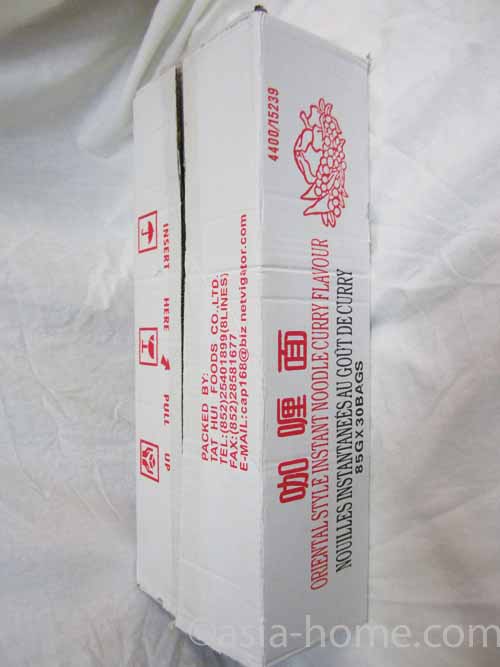 INSERT HERE PULL UP
PACKED BY:
TAT HUI FOODS CO.,LTD.
TEL:(852)25401899(8LINES)
FAX:(852)28581677
E-MAIL:cap168@biz netvigator.com
4400/15239
咖喱面
ORIENTAL STYLE INSTANT NOODLE CURRY FLAVOUR
NOUILLES INSTANTANEES AU GOÛT DE CURRY
85GX30BAGS
©asia-home.com